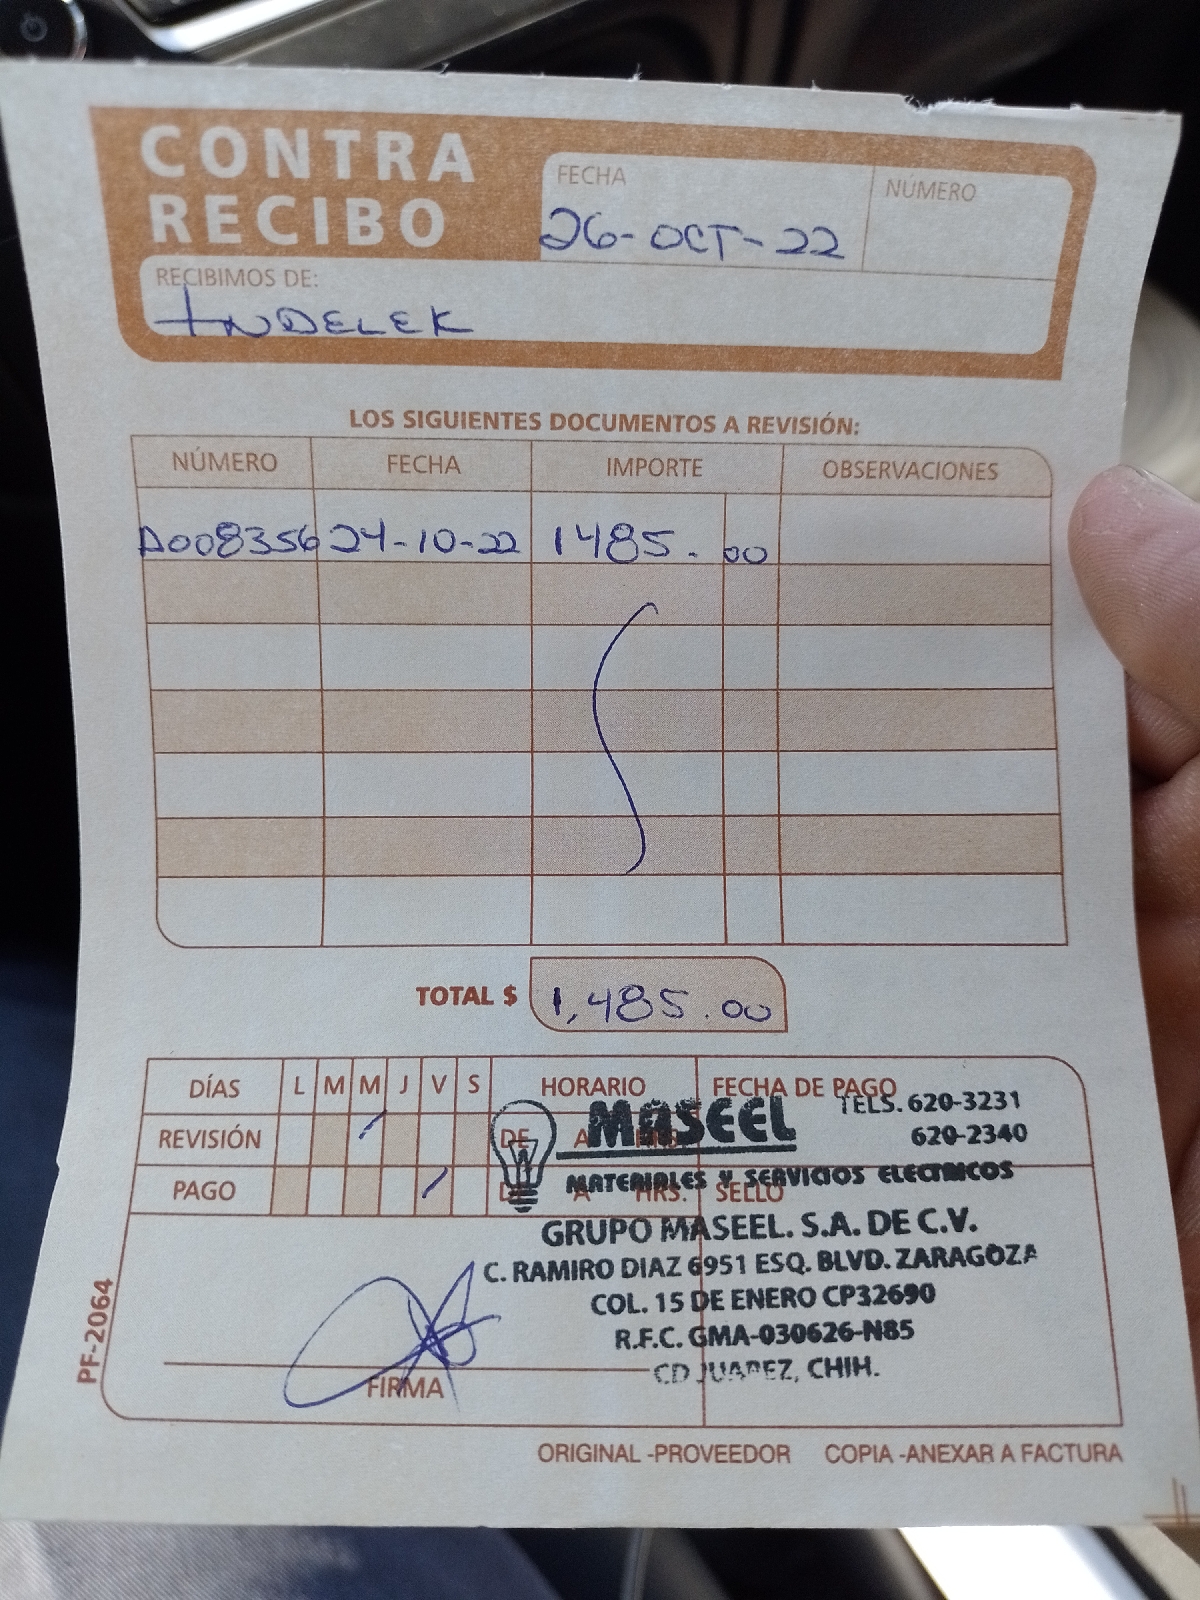 CONTRA
RECIBO
FECHA
NÚMERO
26-OCT-22
RECIBIMOS DE:
INDELEK
LOS SIGUIENTES DOCUMENTOS A REVISIÓN:
NÚMERO FECHA IMPORTE OBSERVACIONES
A008356 24-10-22 1485. 00
TOTAL $ 1,485.00
DÍAS L M M J V S HORARIO FECHA DE PAGO
REVISIÓN DE A HRS.
PAGO DE A HRS. SELLO
MASEEL
TELS. 620-3231
620-2340
MATERIALES Y SERVICIOS ELECTRICOS
GRUPO MASEEL. S.A. DE C.V.
C. RAMIRO DIAZ 6951 ESQ. BLVD. ZARAGOZA
COL. 15 DE ENERO CP32690
R.F.C. GMA-030626-N85
CD JUAREZ, CHIH.
FIRMA
PF-2064
ORIGINAL -PROVEEDOR COPIA -ANEXAR A FACTURA